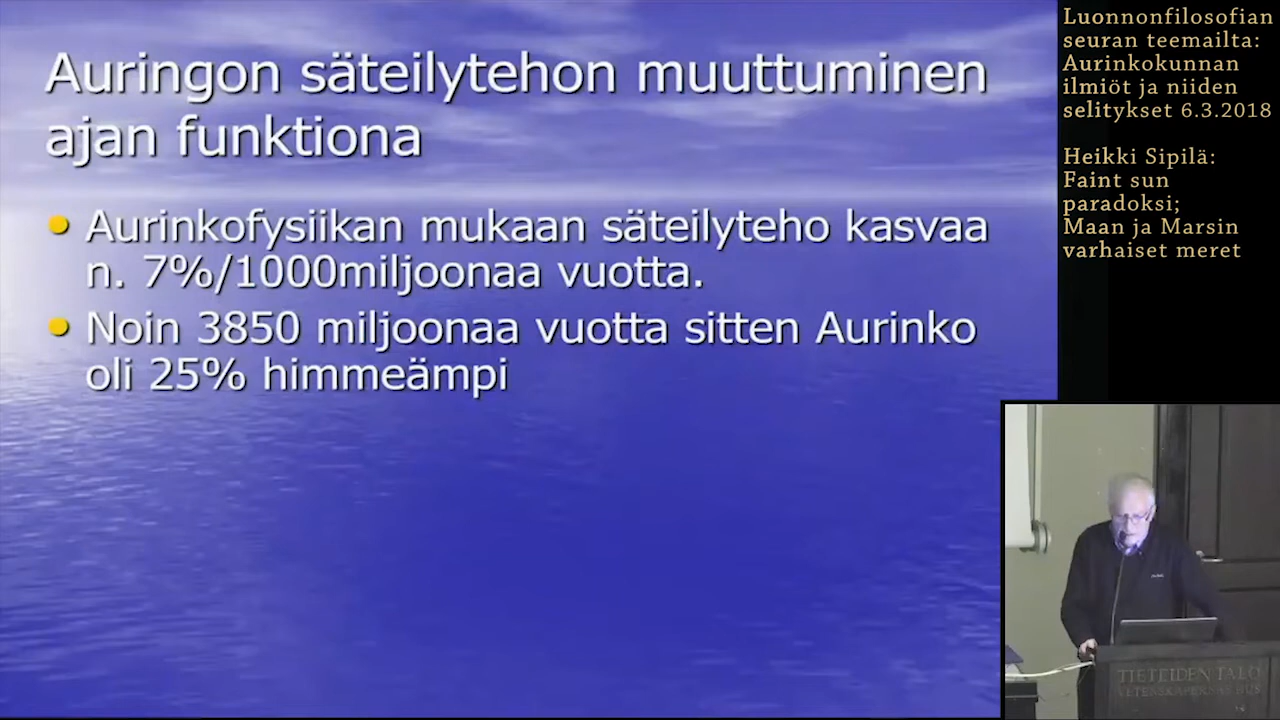 Auringon säteilytehon muuttuminen
ajan funktiona
Aurinkofysiikan mukaan säteilyteho kasvaa
n. 7%/1000miljoonaa vuotta.
Noin 3850 miljoonaa vuotta sitten Aurinko
oli 25% himmeämpi
Luonnonfilosofian
seuran teemailta:
Aurinkokunnan
ilmiöt ja niiden
selitykset 6.3.2018
Heikki Sipilä:
Faint sun
paradoksi;
Maan ja Marsin
varhaiset meret
TIETEIDEN TALO
VETENSKAPERNAS HUS